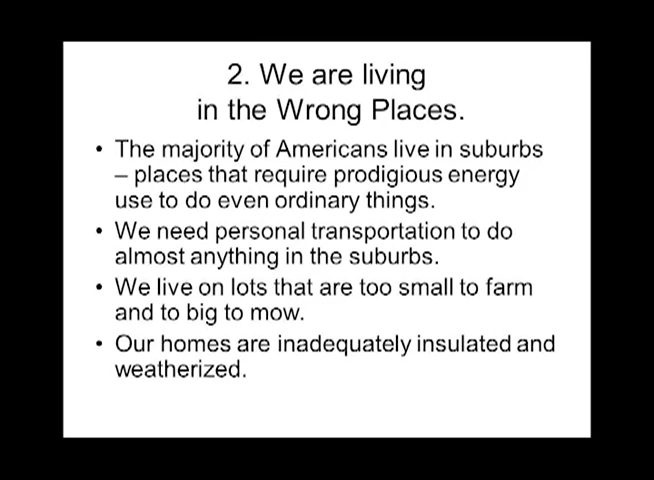 2. We are living
in the Wrong Places.
• The majority of Americans live in suburbs
– places that require prodigious energy
use to do even ordinary things.
• We need personal transportation to do
almost anything in the suburbs.
• We live on lots that are too small to farm
and to big to mow.
• Our homes are inadequately insulated and
weatherized.